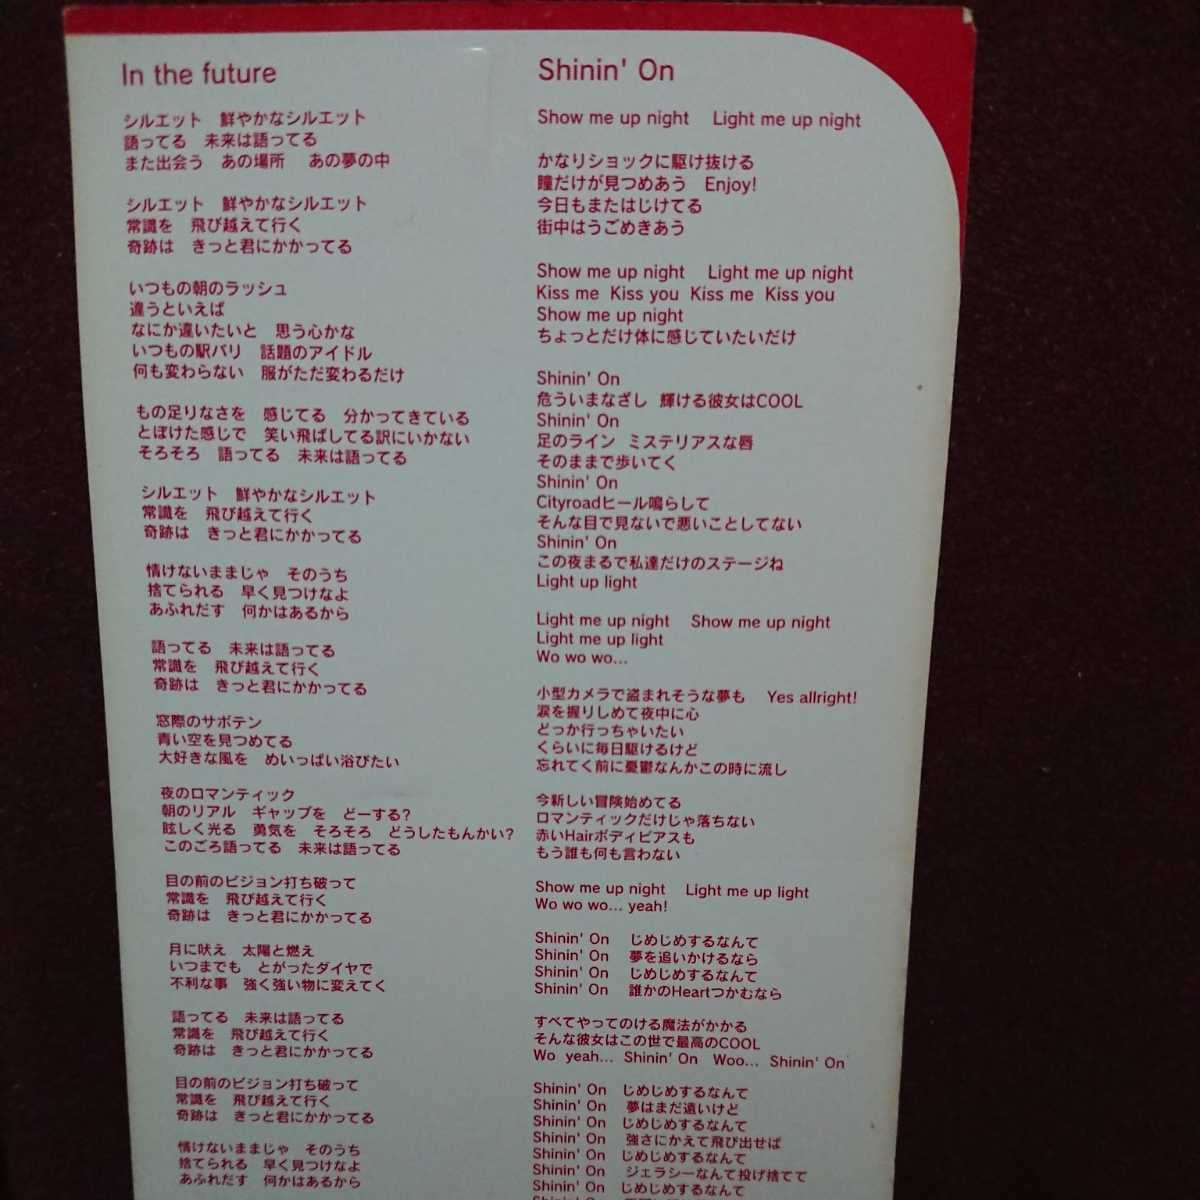 In the future
シルエット　鮮やかなシルエット
語ってる　未来は語ってる
また出会う　あの場所　あの夢の中
シルエット　鮮やかなシルエット
常識を　飛び越えて行く
奇跡は　きっと君にかかってる
いつもの朝のラッシュ
違うといえば
なにか違いたいと　思う心かな
いつもの駅バリ　話題のアイドル
何も変わらない　服がただ変わるだけ
もの足りなさを　感じてる　分かってきている
とぼけた感じで　笑い飛ばしてる訳にいかない
そろそろ　語ってる　未来は語ってる
シルエット　鮮やかなシルエット
常識を　飛び越えて行く
奇跡は　きっと君にかかってる
情けないままじゃ　そのうち
捨てられる　早く見つけなよ
あふれだす　何かはあるから
語ってる　未来は語ってる
常識を　飛び越えて行く
奇跡は　きっと君にかかってる
窓際のサボテン
青い空を見つめてる
大好きな風を　めいっぱい浴びたい
夜のロマンティック
朝のリアル　ギャップを　どーする?
眩しく光る　勇気を　そろそろ　どうしたもんかい?
このごろ語ってる　未来は語ってる
目の前のビジョン打ち破って
常識を　飛び越えて行く
奇跡は　きっと君にかかってる
月に吠え　太陽と燃え
いつまでも　とがったダイヤで
不利な事　強く強い物に変えてく
語ってる　未来は語ってる
常識を　飛び越えて行く
奇跡は　きっと君にかかってる
目の前のビジョン打ち破って
常識を　飛び越えて行く
奇跡は　きっと君にかかってる
情けないままじゃ　そのうち
捨てられる　早く見つけなよ
あふれだす　何かはあるから
Shinin' On
Show me up night　Light me up night
かなりショックに駆け抜ける
瞳だけが見つめあう　Enjoy!
今日もまたはじけてる
街中はうごめきあう
Show me up night　Light me up night
Kiss me  Kiss you  Kiss me  Kiss you
Show me up night
ちょっとだけ体に感じていたいだけ
Shinin' On
危ういまなざし　輝ける彼女はCOOL
Shinin' On
足のライン　ミステリアスな唇
そのままで歩いてく
Shinin' On
Cityroadヒール鳴らして
そんな目で見ないで悪いことしてない
Shinin' On
この夜まるで私達だけのステージね
Light up light
Light me up night　Show me up night
Light me up light
Wo wo wo...
小型カメラで盗まれそうな夢も　Yes allright!
涙を握りしめて夜中に心
どっか行っちゃいたい
くらいに毎日駆けるけど
忘れてく前に憂鬱なんかこの時に流し
今新しい冒険始めてる
ロマンティックだけじゃ落ちない
赤いHairボディピアスも
もう誰も何も言わない
Show me up night　Light me up light
Wo wo wo... yeah!
Shinin' On　じめじめするなんて
Shinin' On　夢を追いかけるなら
Shinin' On　じめじめするなんて
Shinin' On　誰かのHeartつかむなら
すべてやってのける魔法がかかる
そんな彼女はこの世で最高のCOOL
Wo  yeah...  Shinin' On　Woo...  Shinin' On
Shinin' On　じめじめするなんて
Shinin' On　夢はまだ遠いけど
Shinin' On　じめじめするなんて
Shinin' On　強さにかえて飛び出せば
Shinin' On　じめじめするなんて
Shinin' On　ジェラシーなんて投げ捨てて
Shinin' On　じめじめするなんて